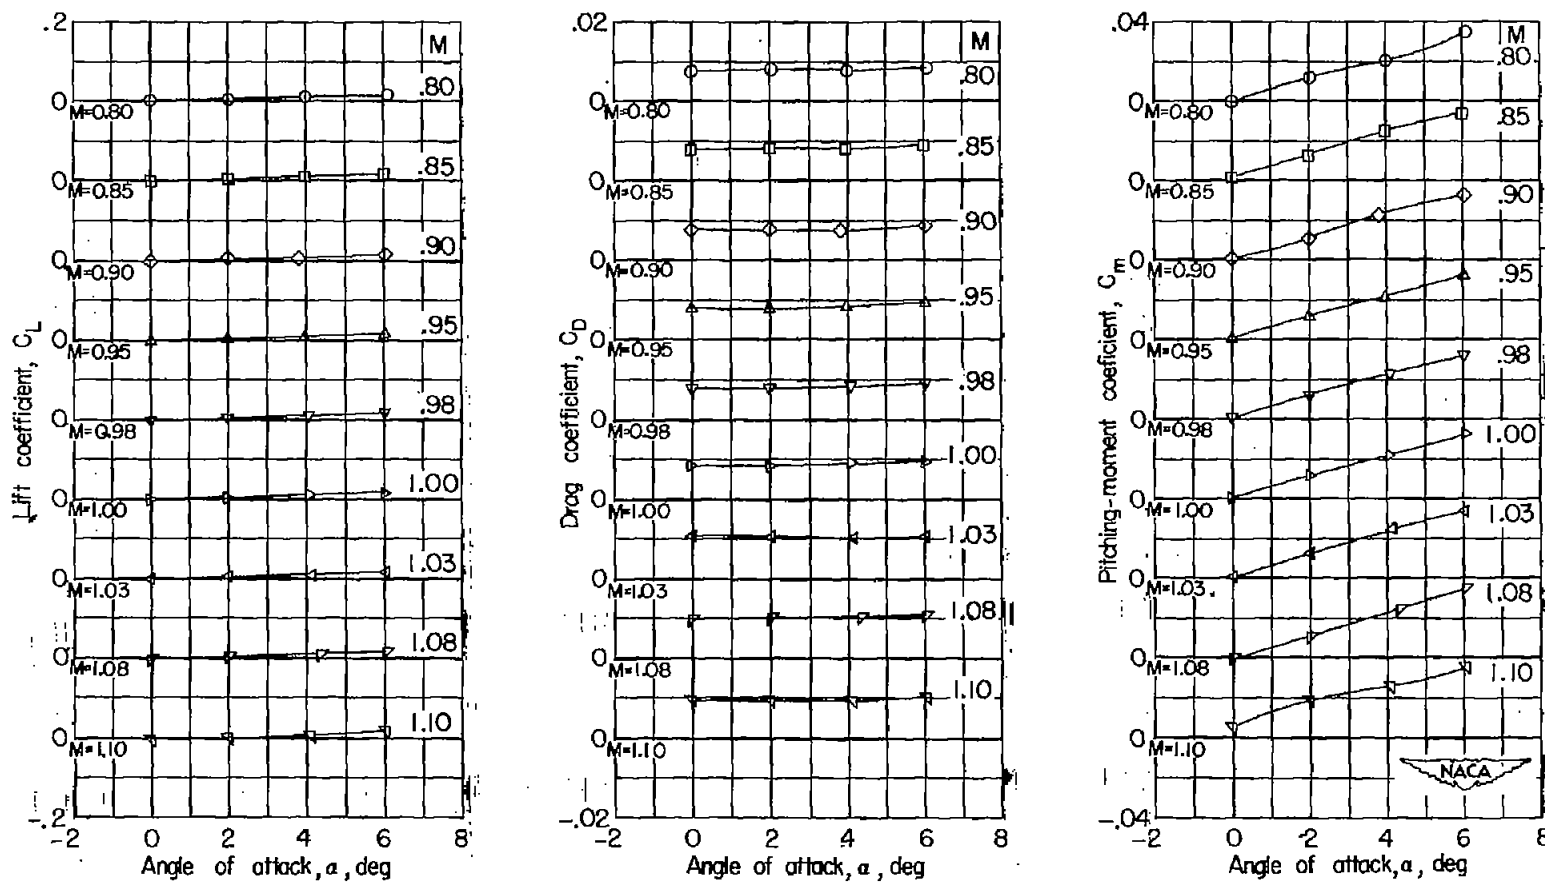 .2
M
.80
0
M=0.80
.85
0
M=0.85
.90
0
M=0.90
.95
0
M=0.95
.98
0
M=0.98
1.00
0
M=1.00
1.03
0
M=1.03
1.08
0
M=1.08
1.10
0
M=1.10
-.2
-2 0 2 4 6 8
Lift coefficient, CL
Angle of attack, α, deg
.02
M
.80
0
M=0.80
.85
0
M=0.85
.90
0
M=0.90
.95
0
M=0.95
.98
0
M=0.98
1.00
0
M=1.00
1.03
0
M=1.03
1.08
0
M=1.08
1.10
0
M=1.10
-.02
-2 0 2 4 6 8
Drag coefficient, CD
Angle of attack, α, deg
.04
M
.80
0
M=0.80
.85
0
M=0.85
.90
0
M=0.90
.95
0
M=0.95
.98
0
M=0.98
1.00
0
M=1.00
1.03
0
M=1.03
1.08
0
M=1.08
1.10
0
M=1.10
NACA
-.04
-2 0 2 4 6 8
Pitching-moment coeficient, Cm
Angle of attack, α, deg